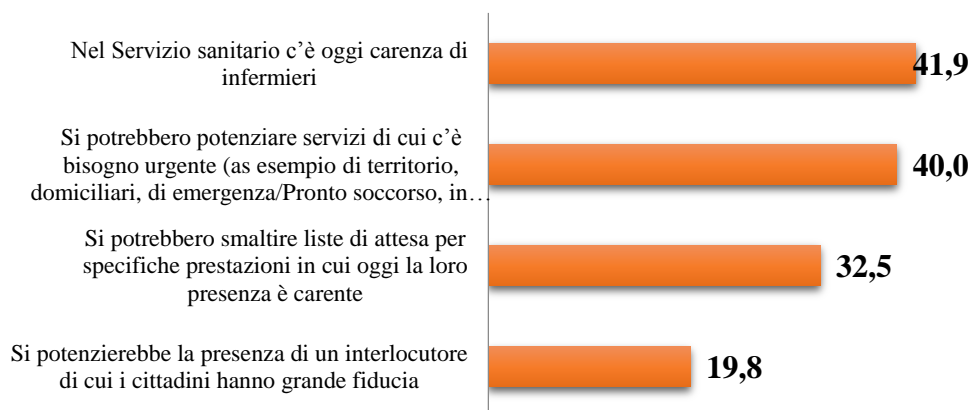 Nel Servizio sanitario c’è oggi carenza di
infermieri
41,9
Si potrebbero potenziare servizi di cui c’è
bisogno urgente (as esempio di territorio,
domiciliari, di emergenza/Pronto soccorso, in…
40,0
Si potrebbero smaltire liste di attesa per
specifiche prestazioni in cui oggi la loro
presenza è carente
32,5
Si potenzierebbe la presenza di un interlocutore
di cui i cittadini hanno grande fiducia
19,8